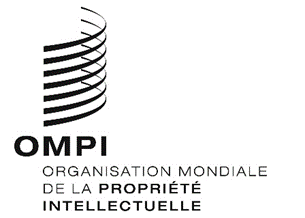 OMPI
ORGANISATION MONDIALE
DE LA PROPRIÉTÉ
INTELLECTUELLE